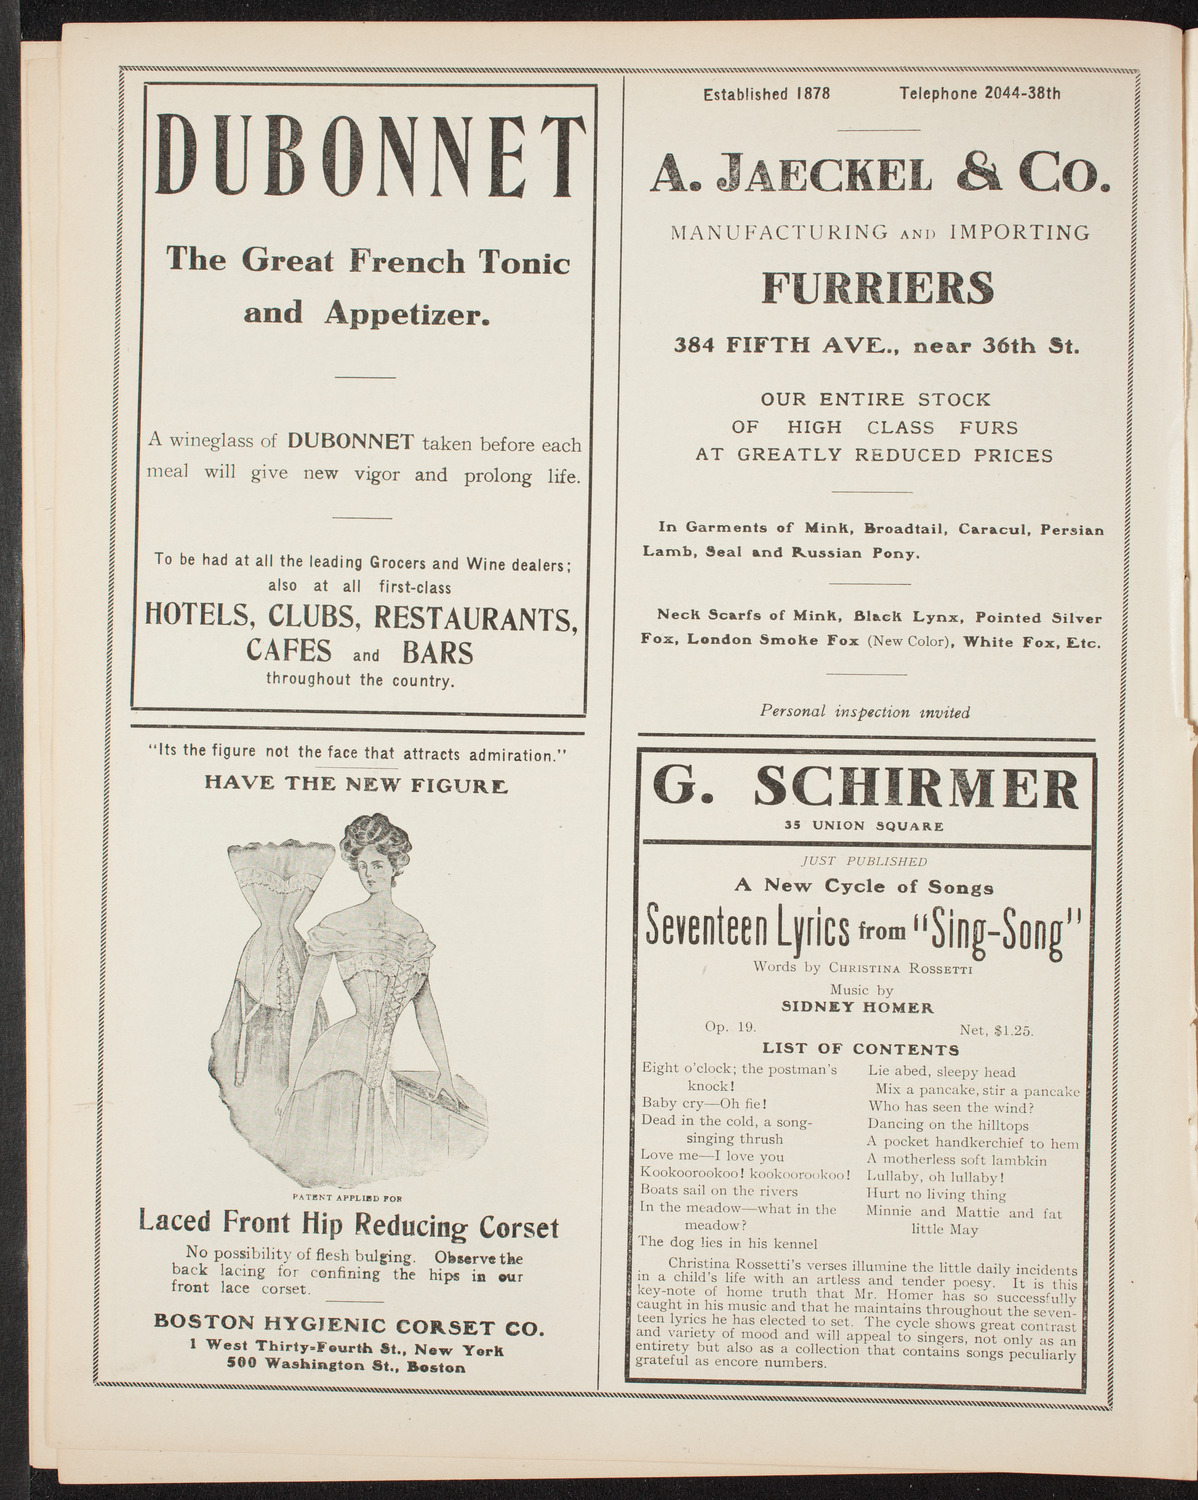 DUBONNET
The Great French Tonic
and Appetizer.
A wineglass of DUBONNET taken before each
meal will give new vigor and prolong life.
To be had at all the leading Grocers and Wine dealers;
also at all first-class
HOTELS, CLUBS, RESTAURANTS,
CAFES and BARS
throughout the country.
"Its the figure not the face that attracts admiration."
HAVE THE NEW FIGURE
PATENT APPLIED FOR
Laced Front Hip Reducing Corset
No possibility of flesh bulging. Observe the
back lacing for confining the hips in our
front lace corset.
BOSTON HYGIENIC CORSET CO.
1 West Thirty-Fourth St., New York
500 Washington St., Boston
Established 1878 Telephone 2044-38th
A. JAECKEL & CO.
MANUFACTURING AND IMPORTING
FURRIERS
384 FIFTH AVE., near 36th St.
OUR ENTIRE STOCK
OF HIGH CLASS FURS
AT GREATLY REDUCED PRICES
In Garments of Mink, Broadtail, Caracul, Persian
Lamb, Seal and Russian Pony.
Neck Scarfs of Mink, Black Lynx, Pointed Silver
Fox, London Smoke Fox (New Color), White Fox, Etc.
Personal inspection invited
G. SCHIRMER
35 UNION SQUARE
JUST PUBLISHED
A New Cycle of Songs
Seventeen Lyrics from "Sing-Song"
Words by CHRISTINA ROSSETTI
Music by
SIDNEY HOMER
Op. 19. Net, $1.25.
LIST OF CONTENTS
Eight o'clock; the postman's
knock!
Baby cry—Oh fie!
Dead in the cold, a song-
singing thrush
Love me—I love you
Kookoorookoo! kookoorookoo!
Boats sail on the rivers
In the meadow—what in the
meadow?
The dog lies in his kennel
Lie abed, sleepy head
Mix a pancake, stir a pancake
Who has seen the wind?
Dancing on the hilltops
A pocket handkerchief to hem
A motherless soft lambkin
Lullaby, oh lullaby!
Hurt no living thing
Minnie and Mattie and fat
little May
Christina Rossetti's verses illumine the little daily incidents
in a child's life with an artless and tender poesy. It is this
key-note of home truth that Mr. Homer has so successfully
caught in his music and that he maintains throughout the seven-
teen lyrics he has elected to set. The cycle shows great contrast
and variety of mood and will appeal to singers, not only as an
entirety but also as a collection that contains songs peculiarly
grateful as encore numbers.